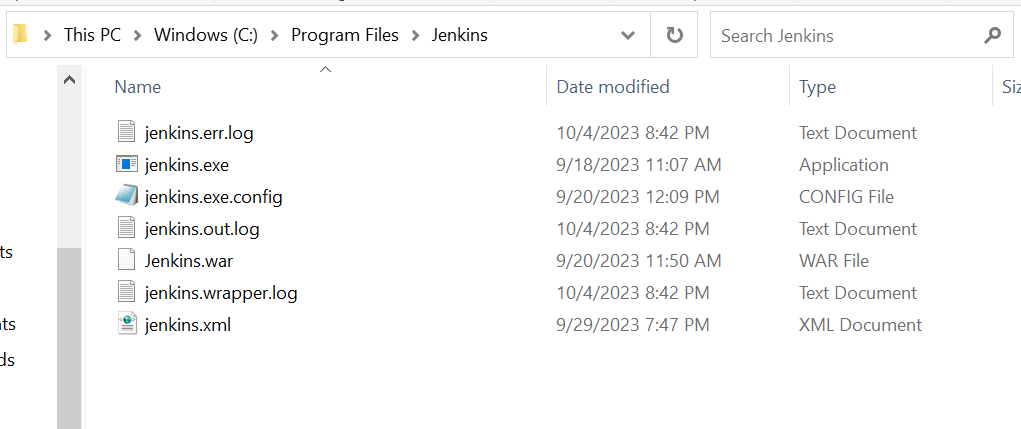 This PC > Windows (C:) > Program Files > Jenkins Search Jenkins
Name Date modified Type Siz
jenkins.err.log 10/4/2023 8:42 PM Text Document
jenkins.exe 9/18/2023 11:07 AM Application
jenkins.exe.config 9/20/2023 12:09 PM CONFIG File
jenkins.out.log 10/4/2023 8:42 PM Text Document
ts
Jenkins.war 9/20/2023 11:50 AM WAR File
jenkins.wrapper.log 10/4/2023 8:42 PM Text Document
nts
jenkins.xml 9/29/2023 7:47 PM XML Document
ds